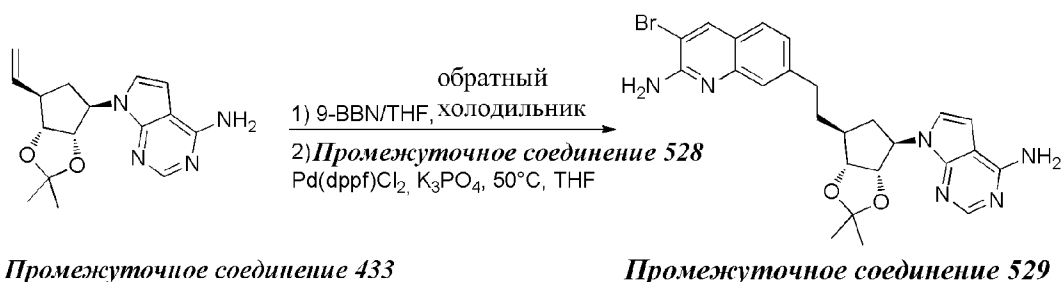 Br
H₂N
N
N
N
NH₂
O
O
N
N
обратный
1) 9-BBN/THF, холодильник
2) Промежуточное соединение 528
Pd(dppf)Cl₂, K₃PO₄, 50°C, THF
N
NH₂
O
O
N
N
Промежуточное соединение 433
Промежуточное соединение 529